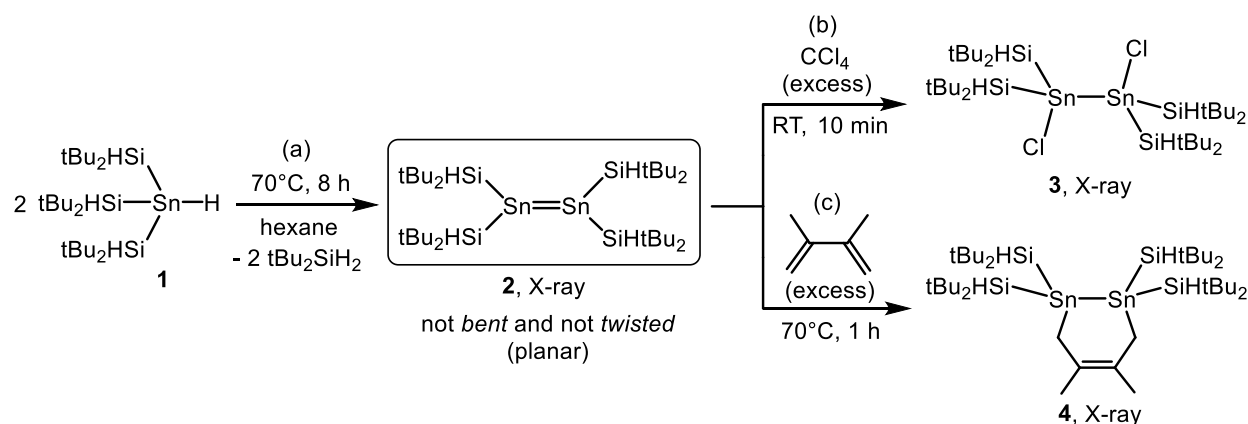 2
tBu₂HSi
tBu₂HSi
tBu₂HSi
Sn
H
1
(a)
70°C, 8 h
hexane
- 2 tBu₂SiH₂
tBu₂HSi
tBu₂HSi
Sn
Sn
SiHtBu₂
SiHtBu₂
2, X-ray
not bent and not twisted
(planar)
(b)
CCl₄
(excess)
RT, 10 min
tBu₂HSi
tBu₂HSi
Sn
Cl
Sn
Cl
SiHtBu₂
SiHtBu₂
3, X-ray
(c)
(excess)
70°C, 1 h
tBu₂HSi
tBu₂HSi
Sn
Sn
SiHtBu₂
SiHtBu₂
4, X-ray